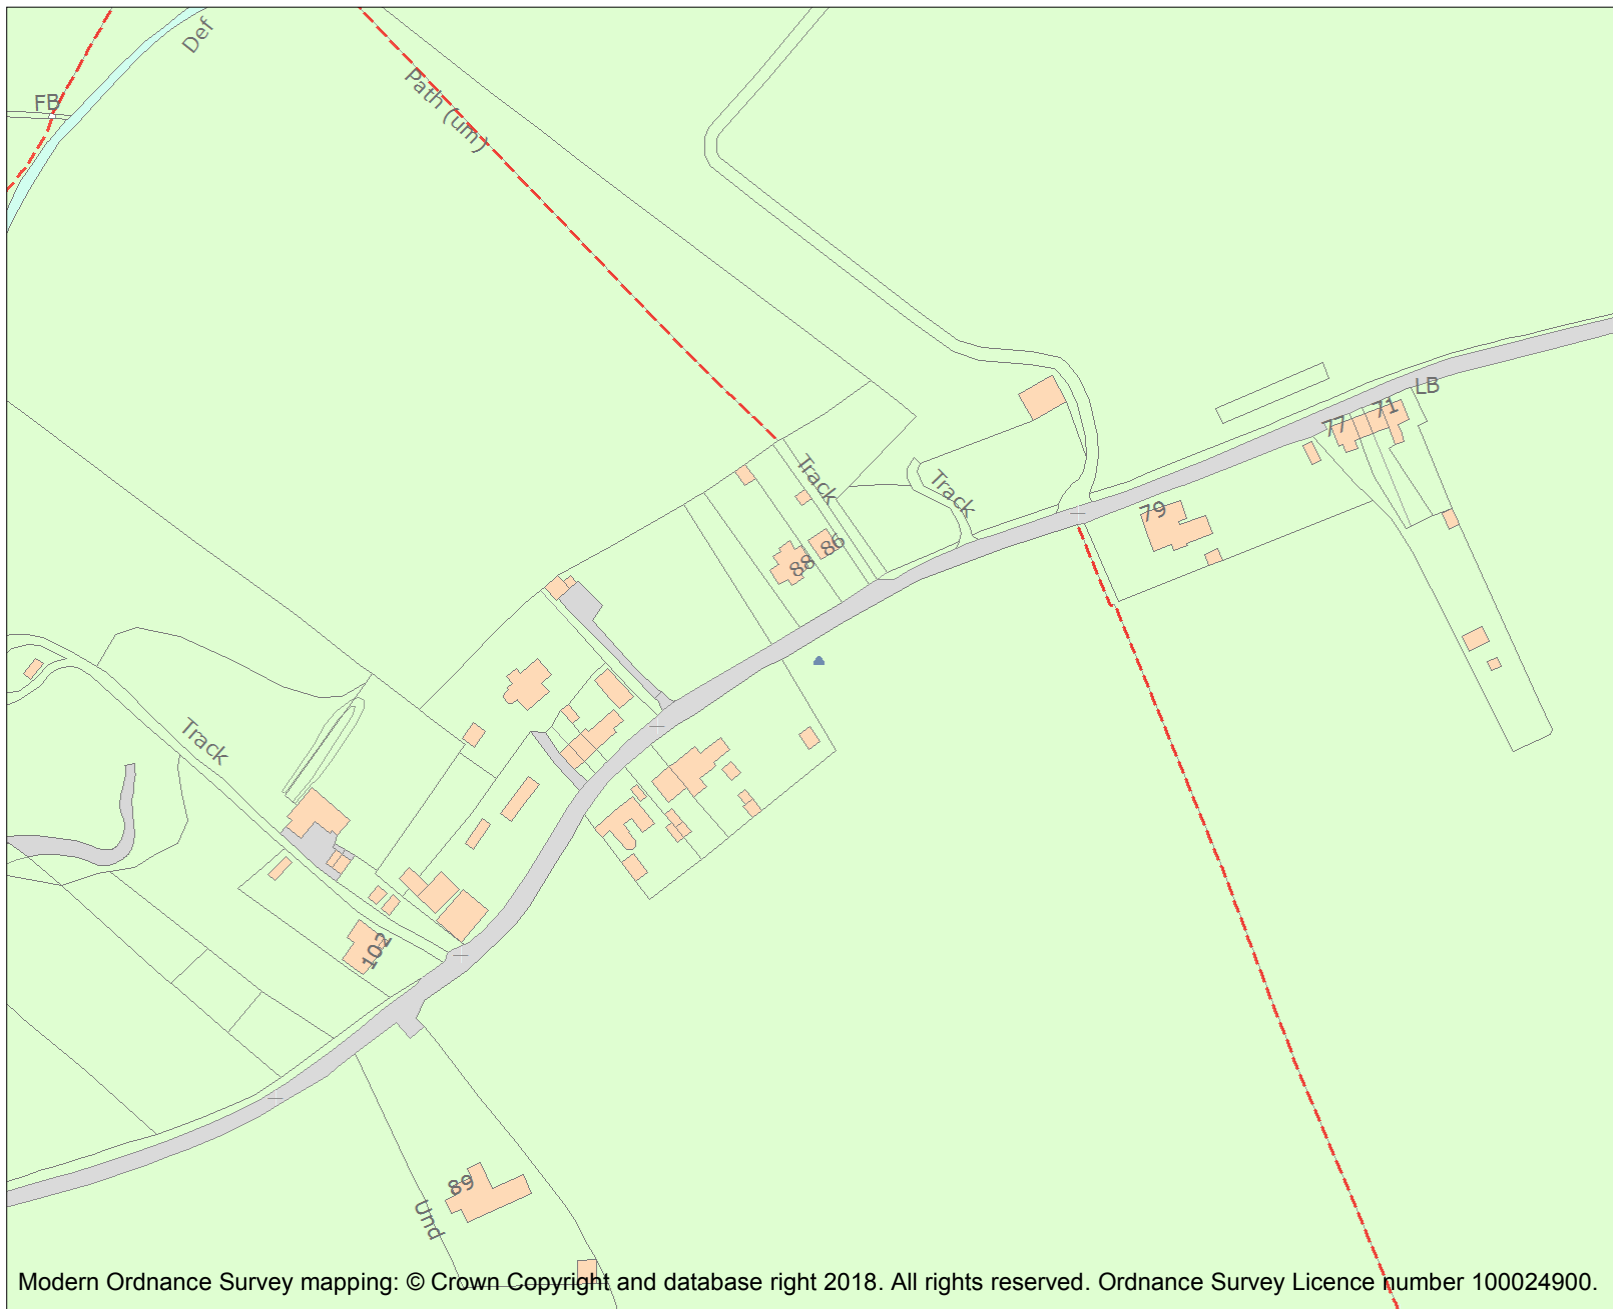 Def
FB
Path (um)
LB
71
77
Track
Track
79
86
88
Track
102
89
Und
Modern Ordnance Survey mapping: © Crown Copyright and database right 2018. All rights reserved. Ordnance Survey Licence number 100024900.